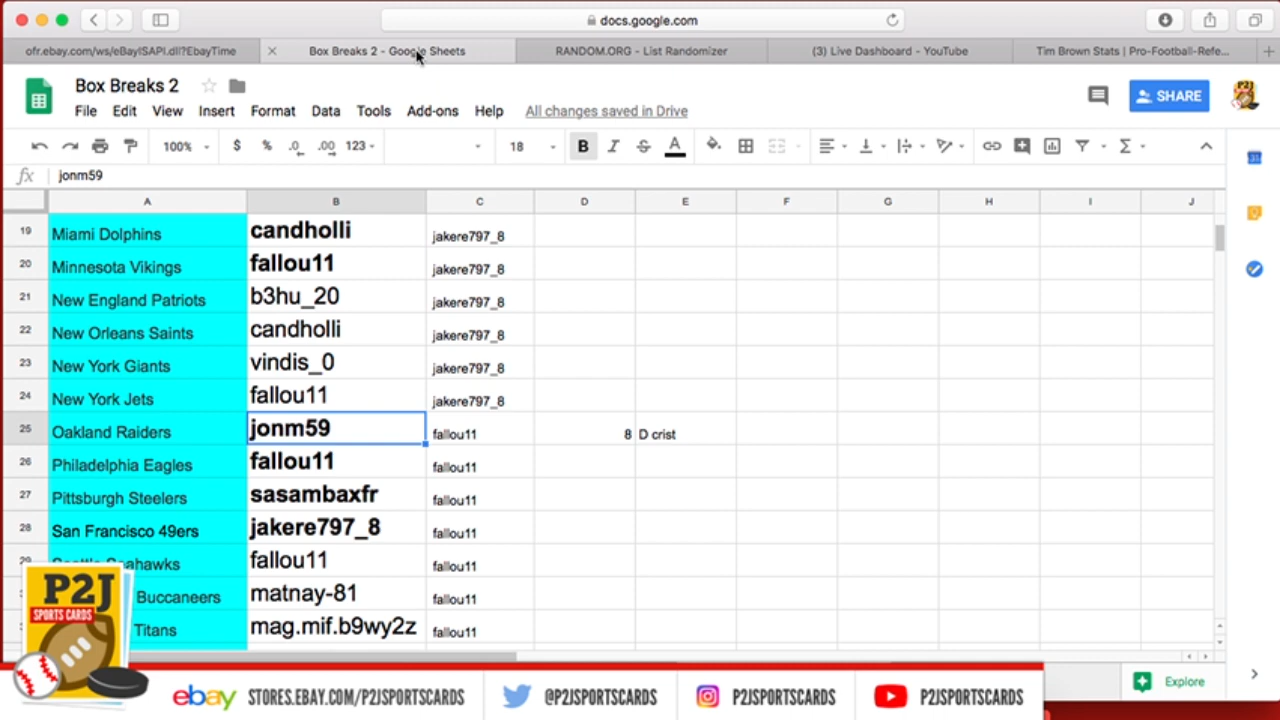 docs.google.com
ofr.ebay.com/ws/eBayISAPI.dll?EbayTime
Box Breaks 2 - Google Sheets
RANDOM.ORG - List Randomizer
(3) Live Dashboard - YouTube
Tim Brown Stats | Pro-Football-Refe...
Box Breaks 2
File Edit View Insert Format Data Tools Add-ons Help All changes saved in Drive
SHARE
100% $ % .0 .00 123 18 B I S A
fx jonm59
A B C D E F G H I J
19 Miami Dolphins candholli jakere797_8
20 Minnesota Vikings fallou11 jakere797_8
21 New England Patriots b3hu_20 jakere797_8
22 New Orleans Saints candholli jakere797_8
23 New York Giants vindis_0 jakere797_8
24 New York Jets fallou11 jakere797_8
25 Oakland Raiders jonm59 fallou11 8 D crist
26 Philadelphia Eagles fallou11 fallou11
27 Pittsburgh Steelers sasambaxfr fallou11
28 San Francisco 49ers jakere797_8 fallou11
29 Seattle Seahawks fallou11 fallou11
Buccaneers matnay-81 fallou11
Titans mag.mif.b9wy2z fallou11
P2J
SPORTS CARDS
Explore
ebay STORES.EBAY.COM/P2JSPORTSCARDS @P2JSPORTSCARDS P2JSPORTSCARDS P2JSPORTSCARDS